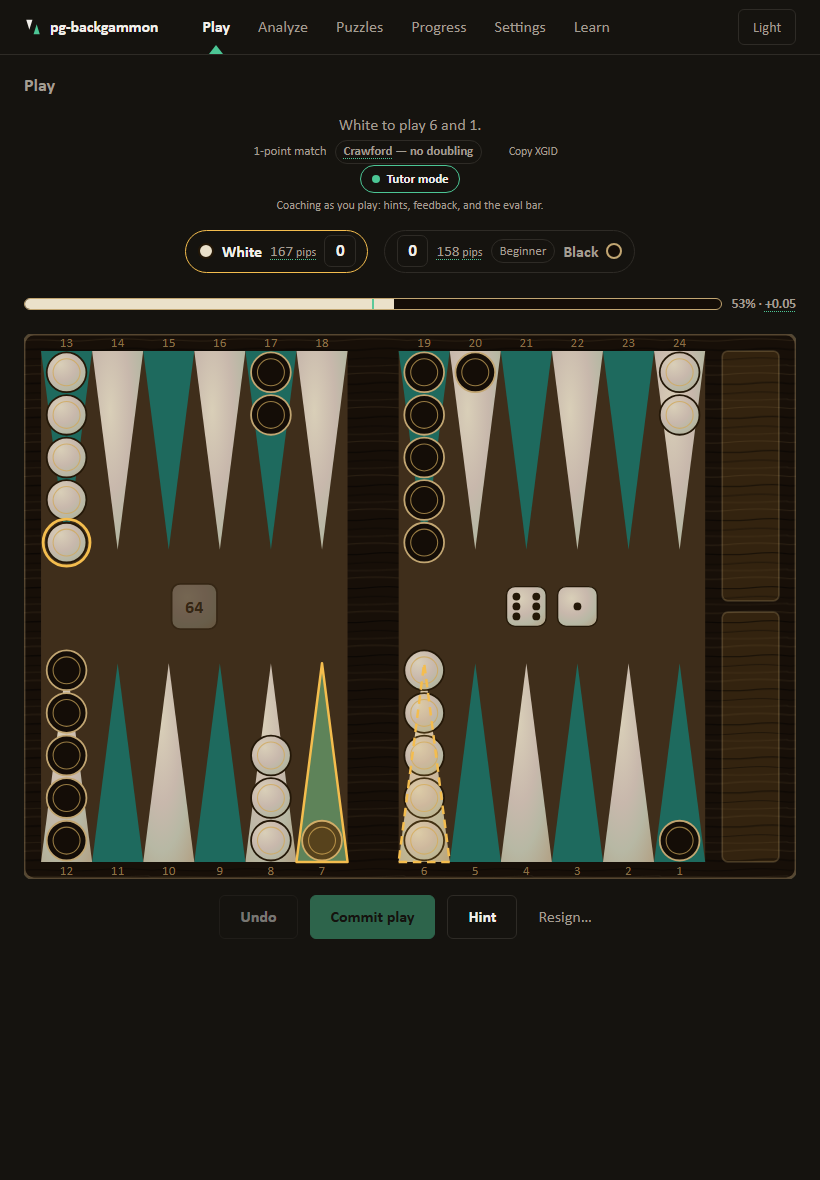 pg-backgammon Play Analyze Puzzles Progress Settings Learn Light
Play
White to play 6 and 1.
1-point match Crawford — no doubling Copy XGID
Tutor mode
Coaching as you play: hints, feedback, and the eval bar.
White 167 pips 0 0 158 pips Beginner Black
53% · +0.05
13 14 15 16 17 18 19 20 21 22 23 24
64
12 11 10 9 8 7 6 5 4 3 2 1
Undo Commit play Hint Resign...